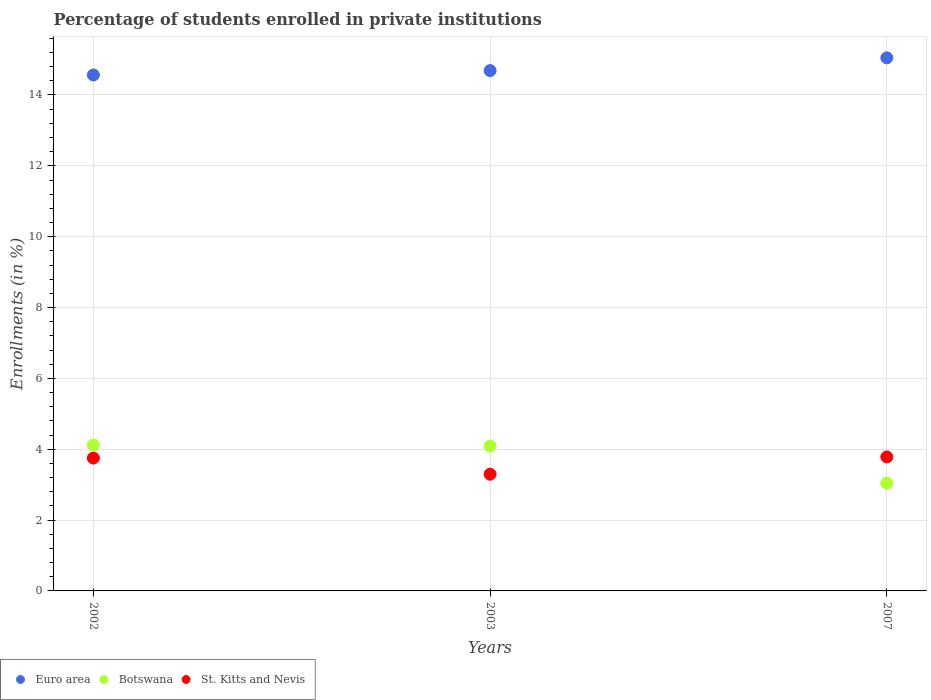 Percentage of students enrolled in private institutions
Enrollments (in %)
14
12
10
8
6
4
2
0
2002
2003
2007
Years
Euro area
Botswana
St. Kitts and Nevis